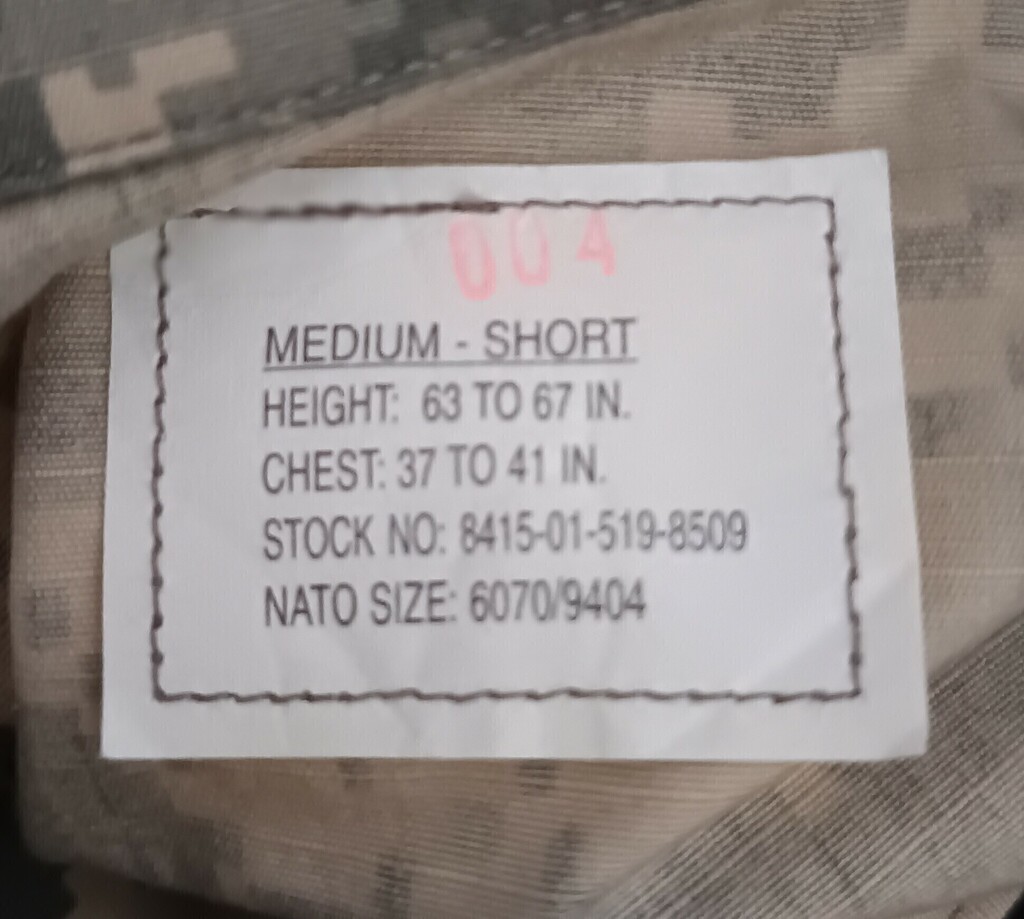 004
MEDIUM - SHORT
HEIGHT: 63 TO 67 IN.
CHEST: 37 TO 41 IN.
STOCK NO: 8415-01-519-8509
NATO SIZE: 6070/9404